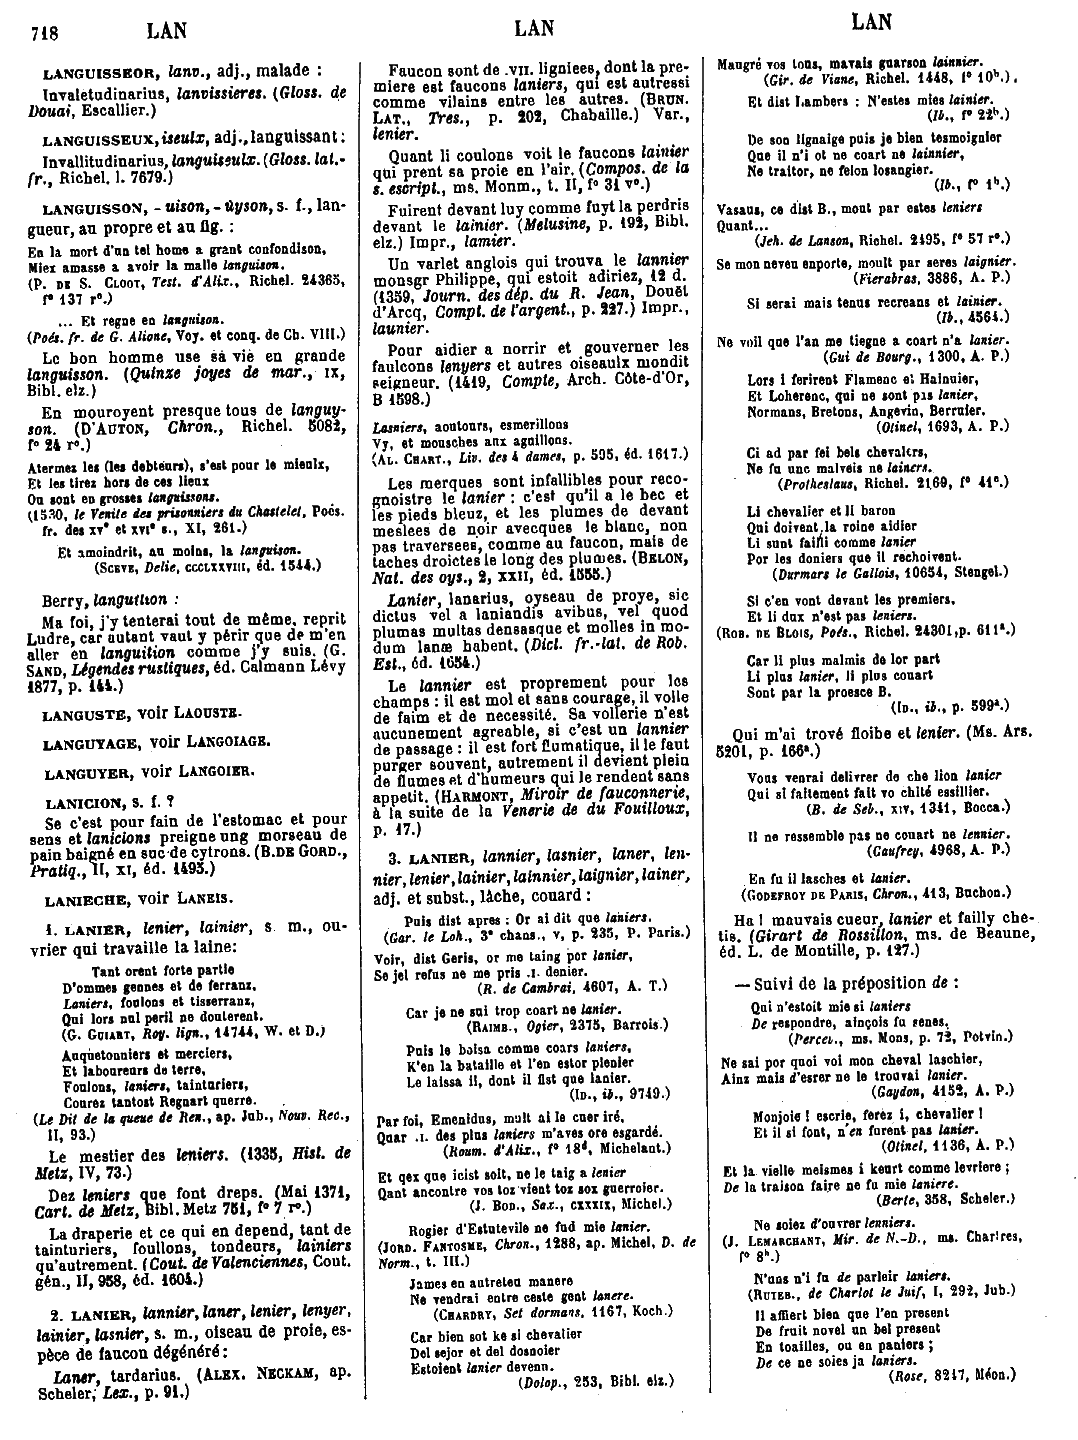 718 LAN LAN LAN
LANGUISSEOR, lanv., adj., malade :
Invaletudinarius, lanvissieres. (Gloss. de
Douai, Escallier.)
LANGUISSEUX, iseulx, adj., languissant :
Invallitudinarius, languiseulx. (Gloss. lat.-
fr., Richel. l. 7679.)
LANGUISSON, - uison, - uyson, s. f., lan-
gueur, au propre et au fig. :
En la mort d'un tel home a grant confondison,
Miex amasse a avoir la malle languison.
(P. DE S. CLOOT, Test. d'Alix., Richel. 24365,
f° 137 r°.)
... Et regne en languison.
(Poés. fr. de G. Alione, Voy. et conq. de Ch. VIII.)
Le bon homme use sa vie en grande
languisson. (Quinze joyes de mar., IX,
Bibl. elz.)
En mouroyent presque tous de languy-
son. (D'AUTON, Chron., Richel. 5082,
f° 24 r°.)
Atermez les (les debteurs), s'est pour le mieulx,
Et les tirez hors de ces lieux
Ou sont en grosses languissons.
(1530, le Venite des prisonniers du Chastelet, Poés.
fr. des XV° et XVI° s., XI, 261.)
Et amoindrit, au moins, la languison.
(SCEVE, Delie, CCCLXXVIII, éd. 1544.)
Berry, languition :
Ma foi, j'y tenterai tout de même, reprit
Ludre, car autant vaut y périr que de m'en
aller en languition comme j'y suis. (G.
SAND, Légendes rustiques, éd. Calmann Lévy
1877, p. 144.)
LANGUSTE, voir LAOUSTE.
LANGUYAGE, voir LANGOIAGE.
LANGUYER, voir LANGOIER.
LANICION, s. f. ?
Se c'est pour fain de l'estomac et pour
sens et lanicions preigne ung morseau de
pain baigné en suc de cytrons. (B. DE GORD.,
Pratiq., II, XI, éd. 1495.)
LANIECHE, voir LANEIS.
1. LANIER, lenier, lainier, s. m., ou-
vrier qui travaille la laine:
Tant orent forte partie
D'ommes gennes et de ferranz,
Laniers, foulons et tisserranz,
Qui lors nul peril ne douterent.
(G. GUIART, Roy. lign., 14744, W. et D.)
Auquetonniers et merciers,
Et laboureurs de terre,
Foulons, laniers, tainturiers,
Courez tantost Regnart querre.
(Le Dit de la queue de Ren., ap. Jub., Nouv. Rec.,
II, 93.)
Le mestier des leniers. (1335, Hist. de
Metz, IV, 73.)
Dez leniers que font dreps. (Mai 1371,
Cart. de Metz, Bibl. Metz 751, f° 7 r°.)
La draperie et ce qui en depend, tant de
tainturiers, foullons, tondeurs, lainiers
qu'autrement. (Cout. de Valenciennes, Cout.
gén., II, 958, éd. 1604.)
2. LANIER, lannier, laner, lenier, lenyer,
lainier, lasnier, s. m., oiseau de proie, es-
pèce de faucon dégénéré :
Laner, tardarius. (ALEX. NECKAM, ap.
Scheler, Lex., p. 91.)
Faucon sont de .VII. ligniees, dont la pre-
miere est faucons laniers, qui est autressi
comme vilains entre les autres. (BRUN.
LAT., Tres., p. 202, Chabaille.) Var.,
lenier.
Quant li coulons voit le faucons lainier
qui prent sa proie en l'air. (Compos. de la
s. escript., ms. Monm., t. II, f° 31 v°.)
Fuirent devant luy comme fuyt la perdris
devant le lainier. (Melusine, p. 192, Bibl.
elz.) Impr., lamier.
Un varlet anglois qui trouva le lannier
monsgr Philippe, qui estoit adiriez, 12 d.
(1359, Journ. des dép. du R. Jean, Douët
d'Arcq, Compt. de l'argent., p. 227.) Impr.,
launier.
Pour aidier a norrir et gouverner les
faulcons lenyers et autres oiseaulx mondit
seigneur. (1419, Compte, Arch. Côte-d'Or,
B 1598.)
Lasniers, aoutours, esmerillons
Vy, et mousches aux aguillons.
(AL. CHART., Liv. des 4 dames, p. 595, éd. 1617.)
Les merques sont infallibles pour reco-
gnoistre le lanier : c'est qu'il a le bec et
les pieds bleuz, et les plumes de devant
meslees de noir avecques le blanc, non
pas traversees, comme au faucon, mais de
taches droictes le long des plumes. (BELON,
Nat. des oys., 2, XXII, éd. 1555.)
Lanier, lanarius, oyseau de proye, sic
dictus vel a laniandis avibus, vel quod
plumas multas densasque et molles in mo-
dum lanæ habent. (Dict. fr.-lat. de Rob.
Est., éd. 1654.)
Le lannier est proprement pour les
champs : il est mol et sans courage, il volle
de faim et de necessité. Sa vollerie n'est
aucunement agreable, si c'est un lannier
de passage : il est fort flumatique, il le faut
purger souvent, autrement il devient plein
de flumes et d'humeurs qui le rendent sans
appetit. (HARMONT, Miroir de fauconnerie,
à la suite de la Venerie de du Fouilloux,
p. 17.)
3. LANIER, lannier, lasnier, laner, len-
nier, lenier, lainier, lainnier, laignier, lainer,
adj. et subst., lâche, couard :
Puis dist apres : Or ai dit que laniers.
(Gar. le Loh., 3° chans., v, p. 235, P. Paris.)
Voir, dist Geris, or me taing por lanier,
Se jel refus ne me pris .I. denier.
(R. de Cambrai, 4607, A. T.)
Car je ne sui trop coart ne lanier.
(RAIMB., Ogier, 2375, Barrois.)
Puis le boisa comme coars laniers,
K'en la bataille et l'en estor plenier
Le laissa il, dont il fist que lanier.
(ID., ib., 9749.)
Par foi, Emenidus, mult ai le cuer iré,
Quar .I. des plus laniers m'aves ore esgardé.
(Roum. d'Alix., f° 18ᵈ, Michelant.)
Et qex que icist soit, ne le taig a lenier
Qant ancontre vos toz vient toz sox guerroier.
(J. BOD., Sax., CXXXIX, Michel.)
Rogier d'Estutevile ne fud mie lanier.
(JORD. FANTOSME, Chron., 1288, ap. Michel, D. de
Norm., t. III.)
James en autreteu manere
Ne vendrai entre ceste gent lanere.
(CHARDRY, Set dormans, 1167, Koch.)
Car bien sot ke si chevalier
Del sejor et del dosnoier
Estoient lanier devenu.
(Dolop., 253, Bibl. elz.)
Maugré vos tous, mavais guarson lainnier.
(Gir. de Viane, Richel. 1448, f° 10ᵇ.)
Et dist Lambers : N'estes mies lainier.
(Ib., f° 22ᵇ.)
De son lignaige puis je bien tesmoignier
Que il n'i ot ne coart ne lainnier,
Ne traitor, ne felon losangier.
(Ib., f° 1ᵇ.)
Vasaus, ce dist B., mout par estes leniers
Quant...
(Jeh. de Lanson, Richel. 2495, f° 57 r°.)
Se mon neveu enporte, moult par seres laignier.
(Fierabras, 3886, A. P.)
Si serai mais tenus recreans et lainier.
(Ib., 4564.)
Ne voil que l'an me tiegne a coart n'a lanier.
(Gui de Bourg., 1300, A. P.)
Lors i ferirent Flamenc et Hainuier,
Et Loherenc, qui ne sont pas lanier,
Normans, Bretons, Angevin, Berruier.
(Otinel, 1693, A. P.)
Ci ad par fei bels chevalers,
Ne fu unc malveis ne lainers.
(Protheslaus, Richel. 2169, f° 41ᵃ.)
Li chevalier et li baron
Qui doivent la roine aidier
Li sunt failli comme lanier
Por les doniers que il rechoivent.
(Durmars le Gallois, 10654, Stengel.)
Si c'en vont devant les premiers,
Et li dux n'est pas leniers.
(ROB. DE BLOIS, Poés., Richel. 24301, p. 611ᵃ.)
Car li plus malmis de lor part
Li plus lanier, li plus couart
Sont par la proesce B.
(ID., ib., p. 599ᵃ.)
Qui m'ai trové floibe et lenier. (Ms. Ars.
5201, p. 166ᵃ.)
Vous venrai delivrer de che lion lanier
Qui si faitement fait vo chité essillier.
(B. de Seb., XIV, 1341, Bocca.)
Il ne ressemble pas ne couart ne lennier.
(Gaufrey, 4968, A. P.)
En fu il lasches et lanier.
(GODEFROY DE PARIS, Chron., 413, Buchon.)
Ha ! mauvais cueur, lanier et failly che-
tis. (Girart de Rossillon, ms. de Beaune,
éd. L. de Montille, p. 127.)
— Suivi de la préposition de :
Qui n'estoit mie si laniers
De respondre, ainçois fu senes.
(Percev., ms. Mons, p. 72, Potvin.)
Ne sai por quoi voi mon cheval laschier,
Ainz mais d'esrer ne le trouvai lanier.
(Gaydon, 4152, A. P.)
Monjoie ! escrie, ferez i, chevalier !
Et il si font, n'en furent pas lanier.
(Otinel, 1136, A. P.)
Et la vielle meismes i keurt comme levriere ;
De la traison faire ne fu mie laniere.
(Berte, 358, Scheler.)
Ne soiez d'ouvrer lenniers.
(J. LEMARCHANT, Mir. de N.-D., ms. Chartres,
f° 8ᵇ.)
N'uns n'i fu de parleir laniers.
(RUTEB., de Charlot le Juif, I, 292, Jub.)
Il affiert bien que l'en present
De fruit novel un bel present
En toailles, ou en paniers ;
De ce ne soies ja laniers.
(Rose, 8217, Méon.)